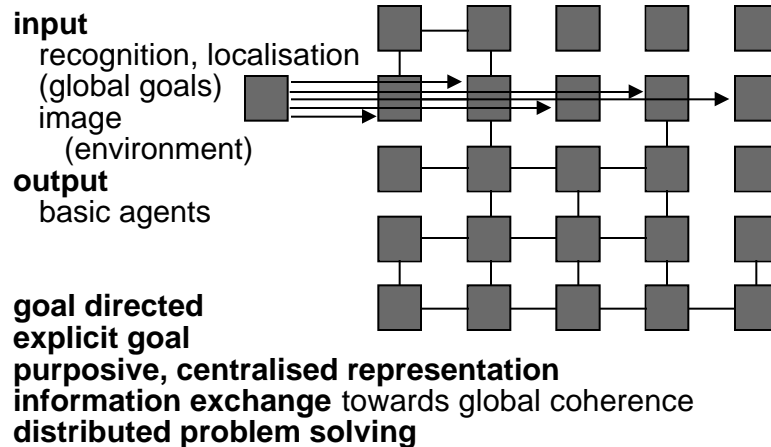 input
recognition, localisation
(global goals)
image
(environment)
output
basic agents
goal directed
explicit goal
purposive, centralised representation
information exchange towards global coherence
distributed problem solving